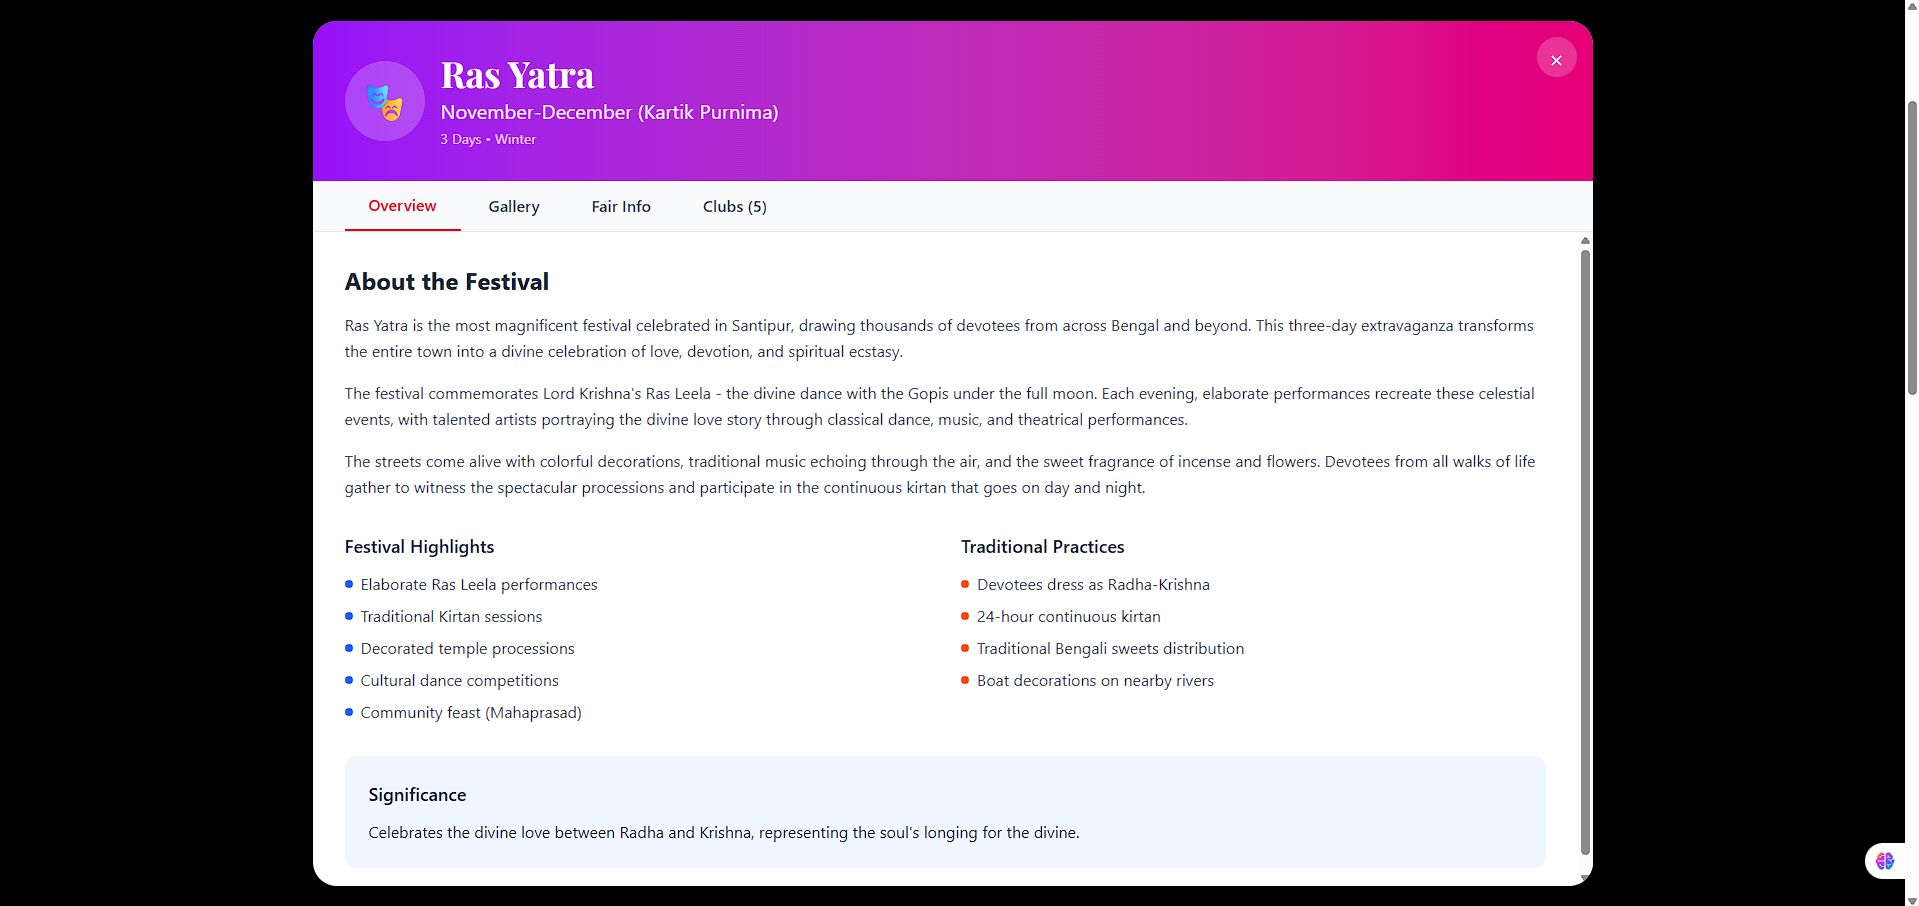 Ras Yatra
November-December (Kartik Purnima)
3 Days • Winter
×
Overview
Gallery
Fair Info
Clubs (5)
About the Festival
Ras Yatra is the most magnificent festival celebrated in Santipur, drawing thousands of devotees from across Bengal and beyond. This three-day extravaganza transforms
the entire town into a divine celebration of love, devotion, and spiritual ecstasy.
The festival commemorates Lord Krishna's Ras Leela - the divine dance with the Gopis under the full moon. Each evening, elaborate performances recreate these celestial
events, with talented artists portraying the divine love story through classical dance, music, and theatrical performances.
The streets come alive with colorful decorations, traditional music echoing through the air, and the sweet fragrance of incense and flowers. Devotees from all walks of life
gather to witness the spectacular processions and participate in the continuous kirtan that goes on day and night.
Festival Highlights
Elaborate Ras Leela performances
Traditional Kirtan sessions
Decorated temple processions
Cultural dance competitions
Community feast (Mahaprasad)
Traditional Practices
Devotees dress as Radha-Krishna
24-hour continuous kirtan
Traditional Bengali sweets distribution
Boat decorations on nearby rivers
Significance
Celebrates the divine love between Radha and Krishna, representing the soul's longing for the divine.